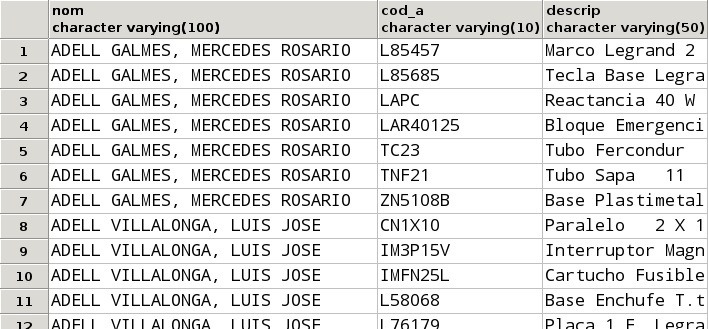 nom cod_a descrip
character varying(100) character varying(10) character varying(50)
1 ADELL GALMES, MERCEDES ROSARIO L85457 Marco Legrand 2
2 ADELL GALMES, MERCEDES ROSARIO L85685 Tecla Base Legra
3 ADELL GALMES, MERCEDES ROSARIO LAPC Reactancia 40 W
4 ADELL GALMES, MERCEDES ROSARIO LAR40125 Bloque Emergenci
5 ADELL GALMES, MERCEDES ROSARIO TC23 Tubo Fercondur
6 ADELL GALMES, MERCEDES ROSARIO TNF21 Tubo Sapa 11
7 ADELL GALMES, MERCEDES ROSARIO ZN5108B Base Plastimetal
8 ADELL VILLALONGA, LUIS JOSE CN1X10 Paralelo 2 X 1
9 ADELL VILLALONGA, LUIS JOSE IM3P15V Interruptor Magn
10 ADELL VILLALONGA, LUIS JOSE IMFN25L Cartucho Fusible
11 ADELL VILLALONGA, LUIS JOSE L58068 Base Enchufe T.t
12 ADELL VILLALONGA, LUIS JOSE L76179 Placa 1 E. Legra